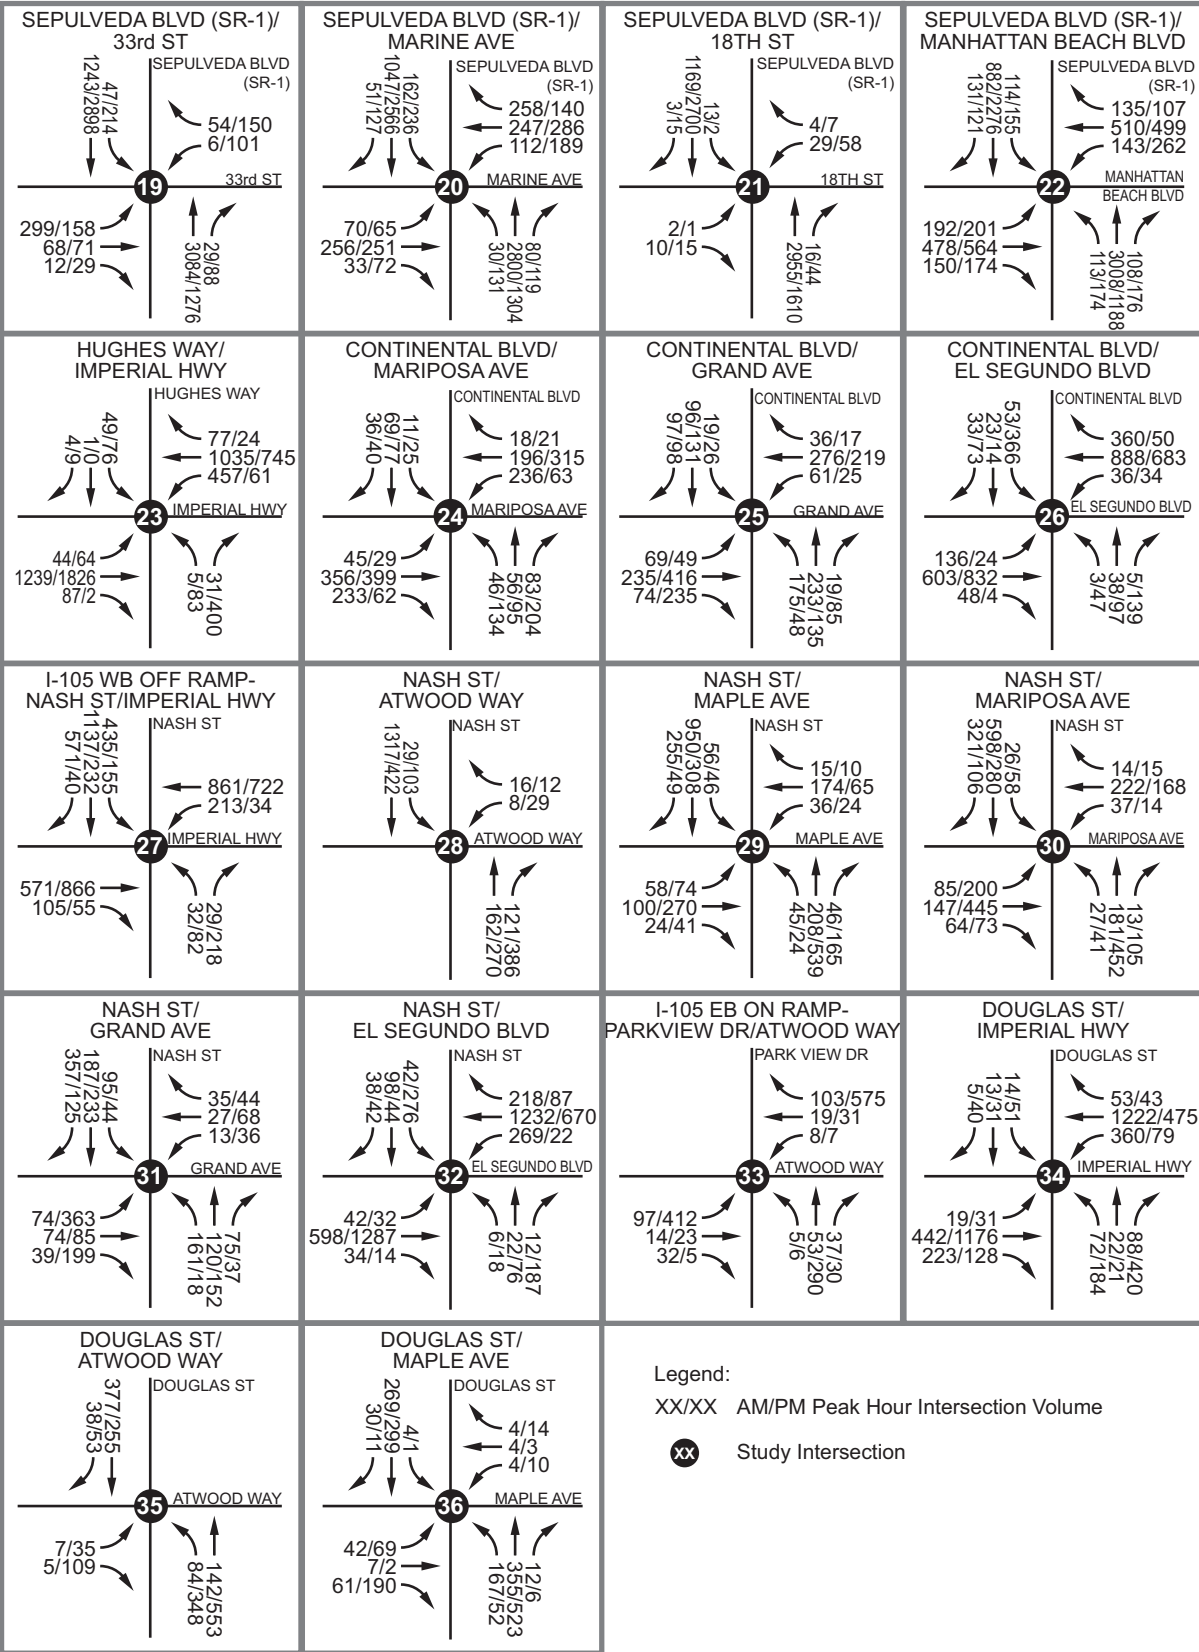 SEPULVEDA BLVD (SR-1)/
33rd ST
SEPULVEDA BLVD
(SR-1)
1243/2898
47/214
54/150
6/101
19
33rd ST
299/158
68/71
12/29
3084/1276
29/88
SEPULVEDA BLVD (SR-1)/
MARINE AVE
SEPULVEDA BLVD
(SR-1)
51/127
1047/2566
162/236
258/140
247/286
112/189
20
MARINE AVE
70/65
256/251
33/72
30/131
2800/1304
80/119
SEPULVEDA BLVD (SR-1)/
18TH ST
SEPULVEDA BLVD
(SR-1)
3/15
1169/2700
13/2
4/7
29/58
21
18TH ST
2/1
10/15
2955/1610
16/44
SEPULVEDA BLVD (SR-1)/
MANHATTAN BEACH BLVD
SEPULVEDA BLVD
(SR-1)
131/121
882/2276
114/155
135/107
510/499
143/262
22
MANHATTAN
BEACH BLVD
192/201
478/564
150/174
113/174
3008/1188
108/176
HUGHES WAY/
IMPERIAL HWY
HUGHES WAY
4/9
1/0
49/76
77/24
1035/745
457/61
23
IMPERIAL HWY
44/64
1239/1826
87/2
5/83
31/400
CONTINENTAL BLVD/
MARIPOSA AVE
CONTINENTAL BLVD
36/40
69/77
11/25
18/21
196/315
236/63
24
MARIPOSA AVE
45/29
356/399
233/62
46/134
56/95
83/204
CONTINENTAL BLVD/
GRAND AVE
CONTINENTAL BLVD
97/98
96/131
19/26
36/17
276/219
61/25
25
GRAND AVE
69/49
235/416
74/235
175/48
233/135
19/85
CONTINENTAL BLVD/
EL SEGUNDO BLVD
CONTINENTAL BLVD
33/73
23/14
53/366
360/50
888/683
36/34
26
EL SEGUNDO BLVD
136/24
603/832
48/4
3/47
38/97
5/139
I-105 WB OFF RAMP-
NASH ST/IMPERIAL HWY
NASH ST
571/40
1137/232
435/155
861/722
213/34
27
IMPERIAL HWY
571/866
105/55
32/82
29/218
NASH ST/
ATWOOD WAY
NASH ST
1317/422
29/103
16/12
8/29
28
ATWOOD WAY
162/270
121/386
NASH ST/
MAPLE AVE
NASH ST
255/49
950/308
56/46
15/10
174/65
36/24
29
MAPLE AVE
58/74
100/270
24/41
45/24
208/539
46/165
NASH ST/
MARIPOSA AVE
NASH ST
321/106
598/280
26/58
14/15
222/168
37/14
30
MARIPOSA AVE
85/200
147/445
64/73
27/41
181/452
13/105
NASH ST/
GRAND AVE
NASH ST
357/125
187/233
95/44
35/44
27/68
13/36
31
GRAND AVE
74/363
74/85
39/199
161/18
120/152
75/37
NASH ST/
EL SEGUNDO BLVD
NASH ST
38/42
98/44
42/276
218/87
1232/670
269/22
32
EL SEGUNDO BLVD
42/32
598/1287
34/14
6/18
22/76
12/187
I-105 EB ON RAMP-
PARKVIEW DR/ATWOOD WAY
PARK VIEW DR
103/575
19/31
8/7
33
ATWOOD WAY
97/412
14/23
32/5
5/6
53/290
37/30
DOUGLAS ST/
IMPERIAL HWY
DOUGLAS ST
5/40
13/31
14/51
53/43
1222/475
360/79
34
IMPERIAL HWY
19/31
442/1176
223/128
72/184
22/21
88/420
DOUGLAS ST/
ATWOOD WAY
DOUGLAS ST
38/53
377/255
35
ATWOOD WAY
7/35
5/109
84/348
142/553
DOUGLAS ST/
MAPLE AVE
DOUGLAS ST
30/11
269/299
4/1
4/14
4/3
4/10
36
MAPLE AVE
42/69
7/2
61/190
167/52
355/523
12/6
Legend:
XX/XX AM/PM Peak Hour Intersection Volume
XX Study Intersection